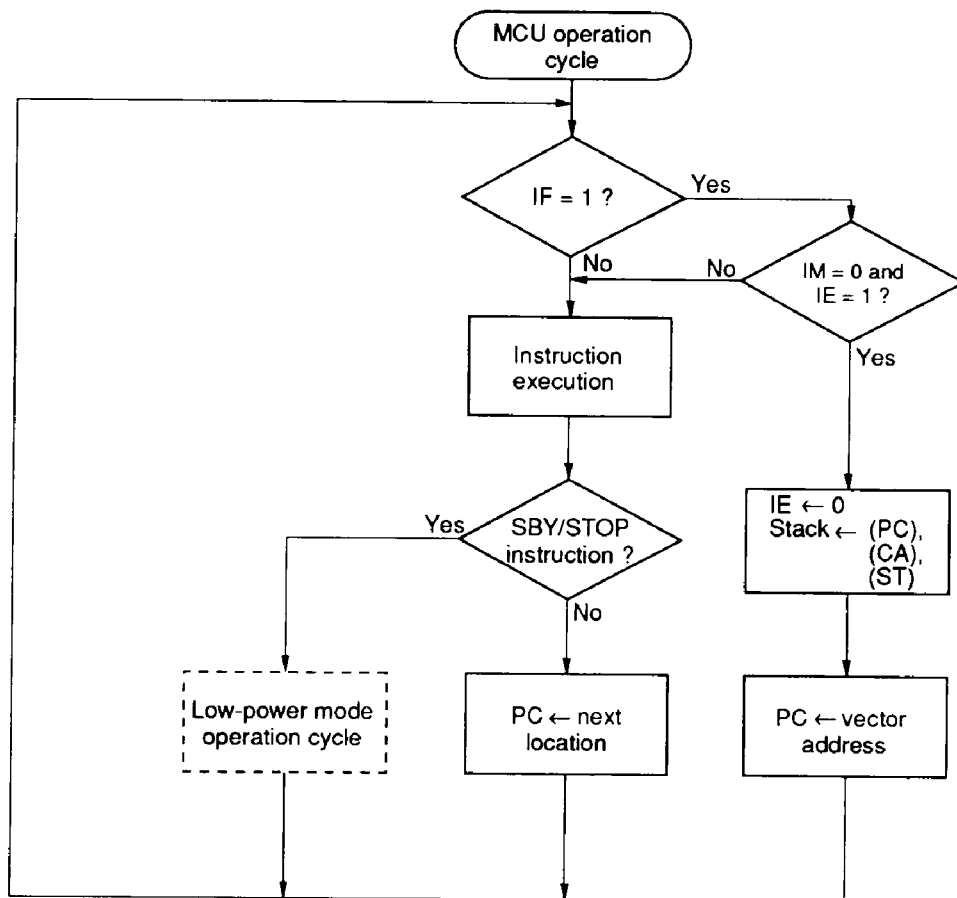 MCU operation
cycle
IF = 1 ?
Yes
No
No
IM = 0 and
IE = 1 ?
Yes
Instruction
execution
Yes
SBY/STOP
instruction ?
No
IE ← 0
Stack ← (PC),
(CA),
(ST)
Low-power mode
operation cycle
PC ← next
location
PC ← vector
address